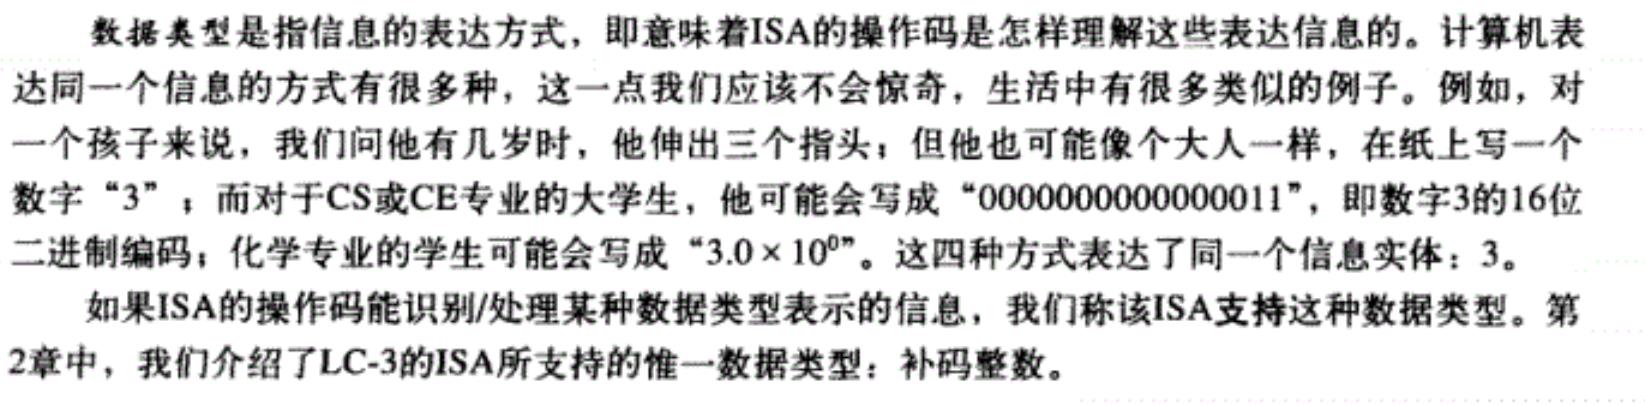 数据类型是指信息的表达方式，即意味着ISA的操作码是怎样理解这些表达信息的。计算机表
达同一个信息的方式有很多种，这一点我们应该不会惊奇，生活中有很多类似的例子。例如，对
一个孩子来说，我们问他有几岁时，他伸出三个指头；但他也可能像个大人一样，在纸上写一个
数字“3”；而对于CS或CE专业的大学生，他可能会写成“0000000000000011”，即数字3的16位
二进制编码；化学专业的学生可能会写成“3.0×10⁰”。这四种方式表达了同一个信息实体：3。
如果ISA的操作码能识别/处理某种数据类型表示的信息，我们称该ISA支持这种数据类型。第
2章中，我们介绍了LC-3的ISA所支持的惟一数据类型：补码整数。